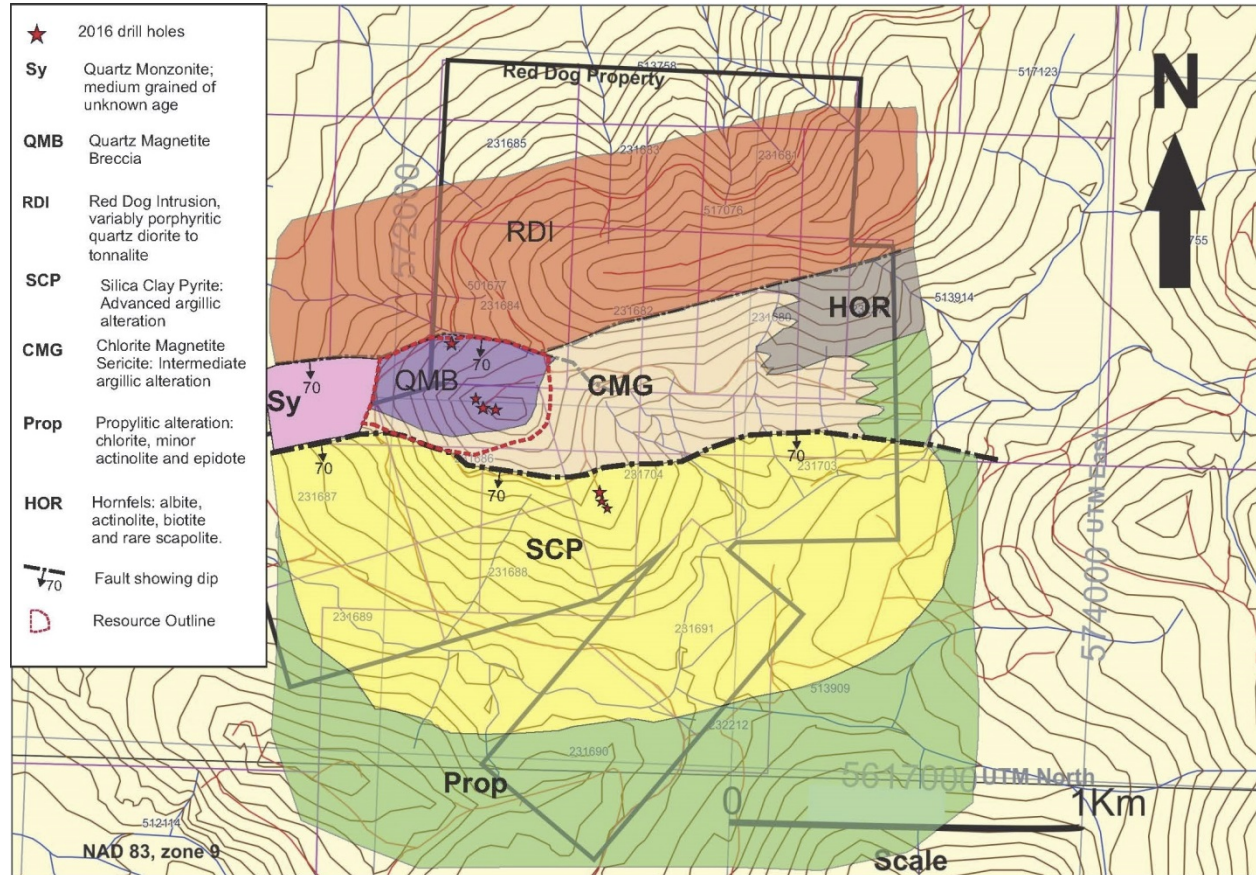 2016 drill holes
Sy
Quartz Monzonite;
medium grained of
unknown age
QMB
Quartz Magnetite
Breccia
RDI
Red Dog Intrusion,
variably porphyritic
quartz diorite to
tonnalite
SCP
Silica Clay Pyrite:
Advanced argillic
alteration
CMG
Chlorite Magnetite
Sericite: Intermediate
argillic alteration
Prop
Propylitic alteration:
chlorite, minor
actinolite and epidote
HOR
Hornfels: albite,
actinolite, biotite
and rare scapolite.
70
Fault showing dip
Resource Outline
513758
Red Dog Property
517123
N
231685
231681
572000
517076
RDI
501677
231684
231682
HOR
513914
755
70
QMB
70
CMG
Sy
70
70
70
231704
231703
231687
SCP
231688
231689
231691
574000 UTM East
513909
232212
231690
Prop
5617000 UTM North
0
1Km
512114
NAD 83, zone 9
Scale